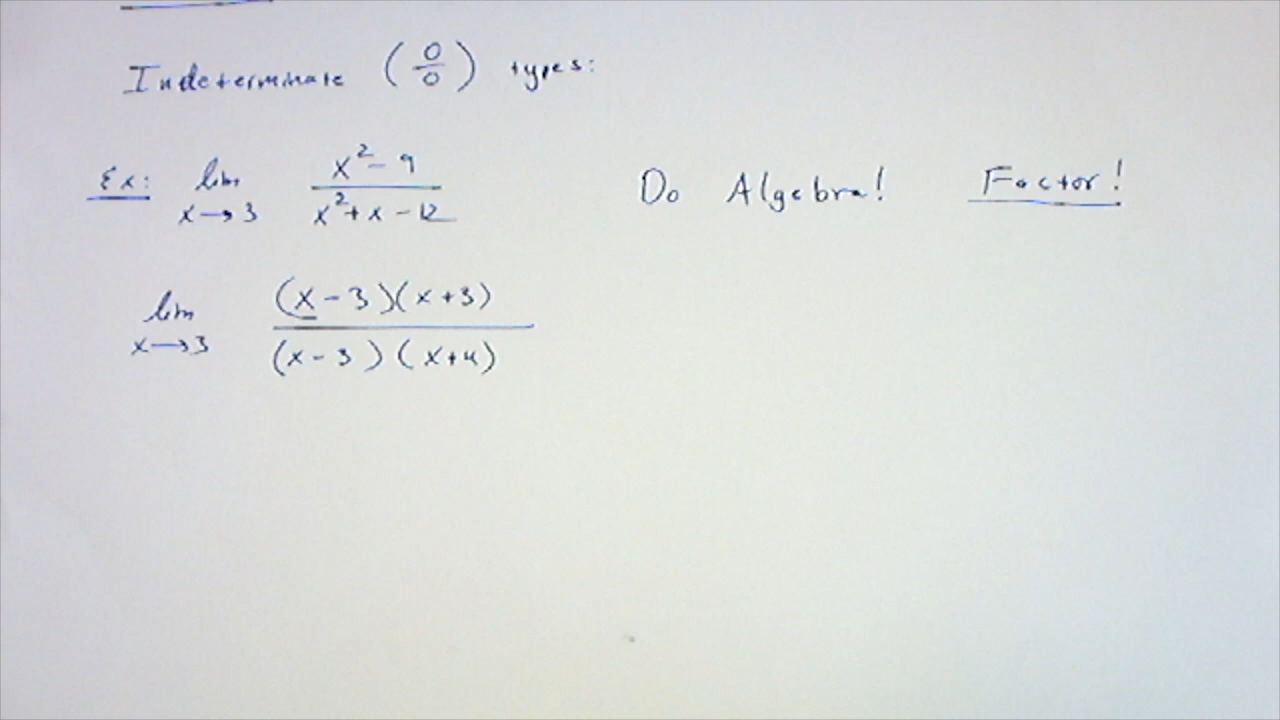 Indeterminate (0/0) types:
Ex: lim x→3 (x² - 9)/(x² + x - 12) Do Algebra! Factor!
lim x→3 ((x - 3)(x + 3))/((x - 3)(x + 4))